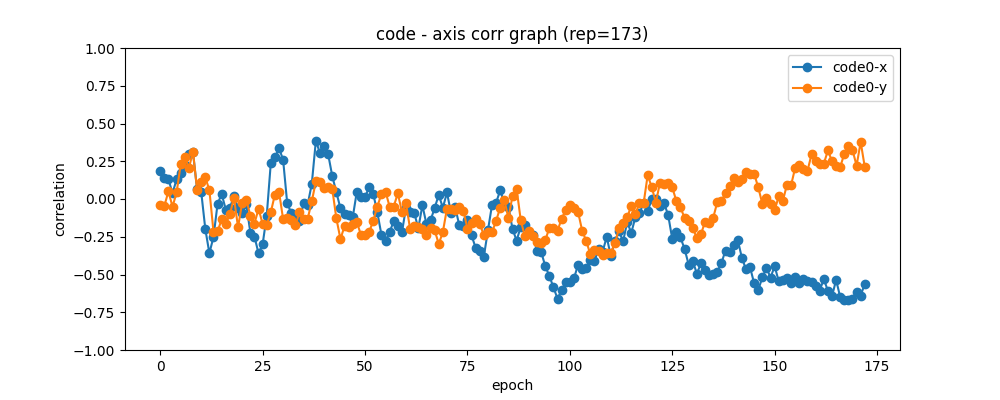 code - axis corr graph (rep=173)
1.00
0.75
0.50
0.25
0.00
−0.25
−0.50
−0.75
−1.00
correlation
code0-x
code0-y
0 25 50 75 100 125 150 175
epoch